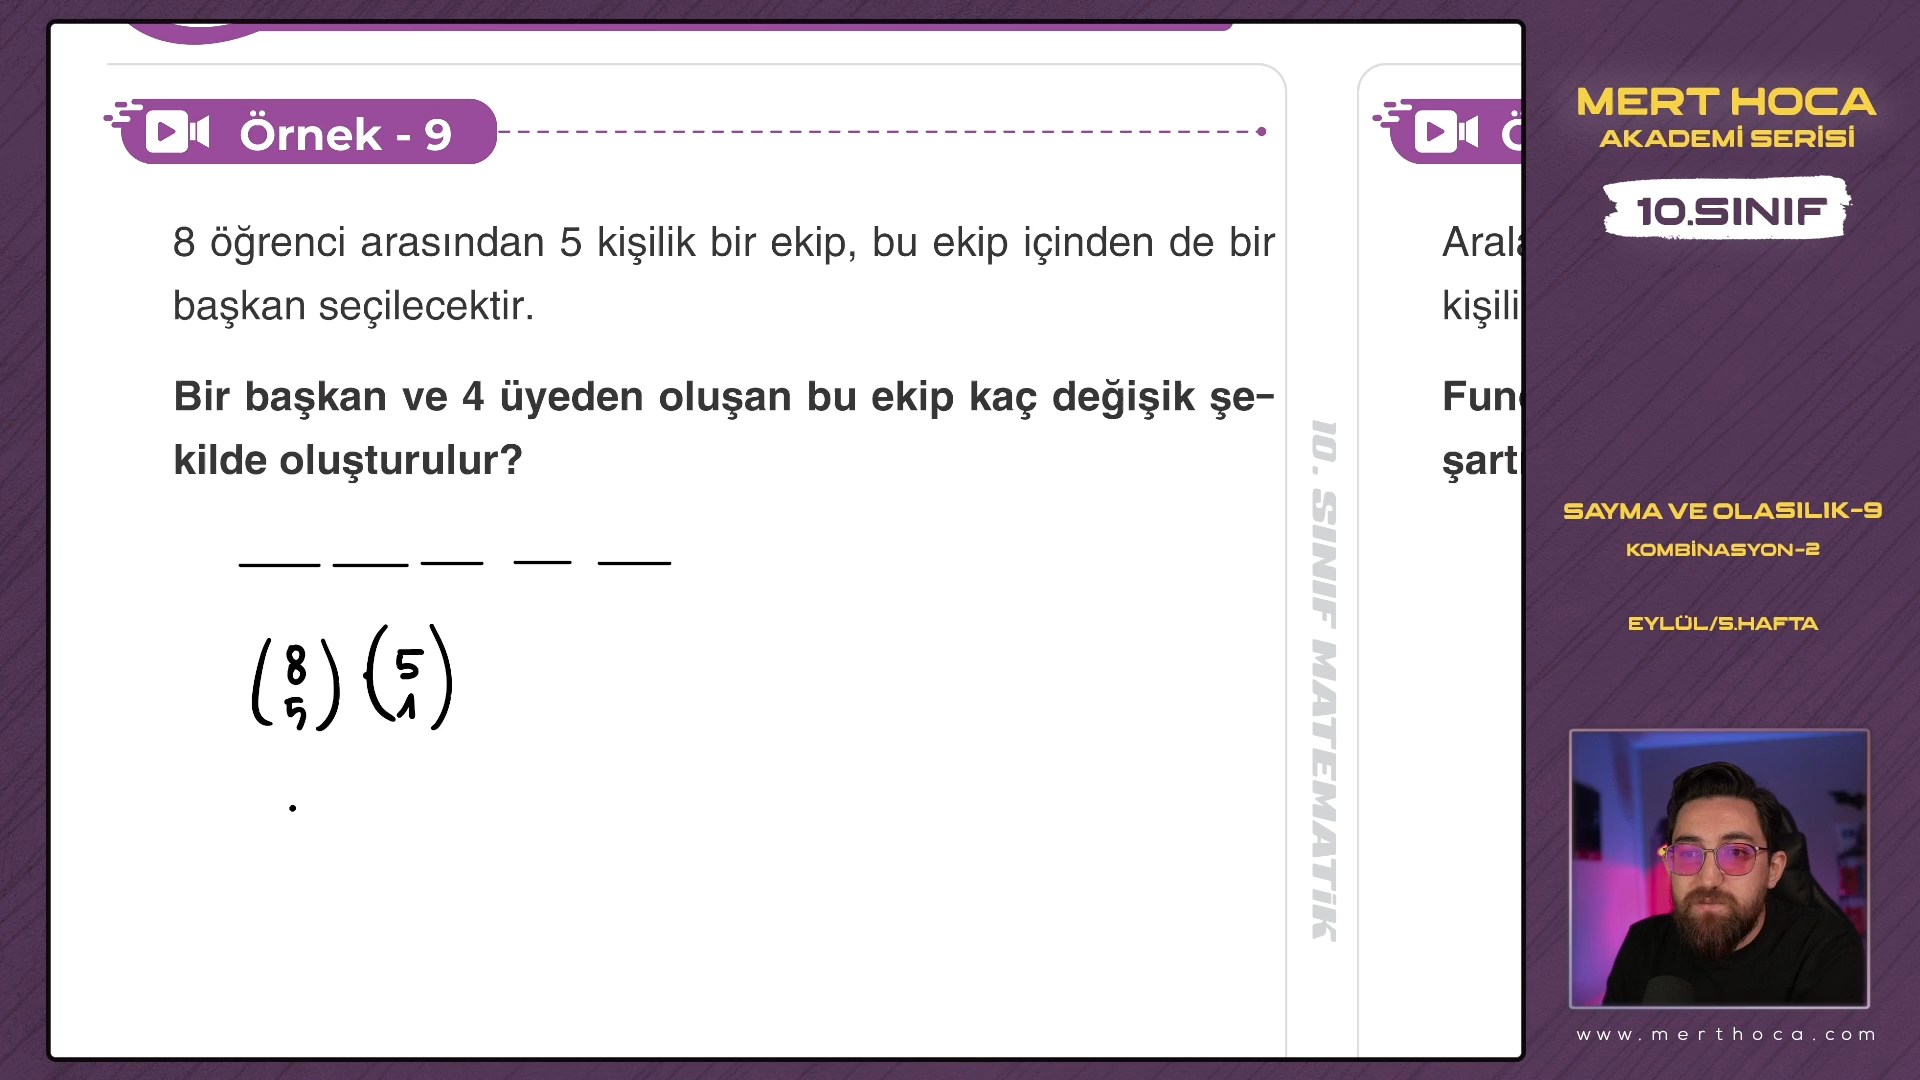 Örnek - 9
8 öğrenci arasından 5 kişilik bir ekip, bu ekip içinden de bir
başkan seçilecektir.
Bir başkan ve 4 üyeden oluşan bu ekip kaç değişik şe-
kilde oluşturulur?
(8 5) (5 1)
10. SINIF MATEMATİK
kişili
şart
MERT HOCA
AKADEMİ SERİSİ
10.SINIF
SAYMA VE OLASILIK-9
KOMBİNASYON-2
EYLÜL/5.HAFTA
www.merthoca.com